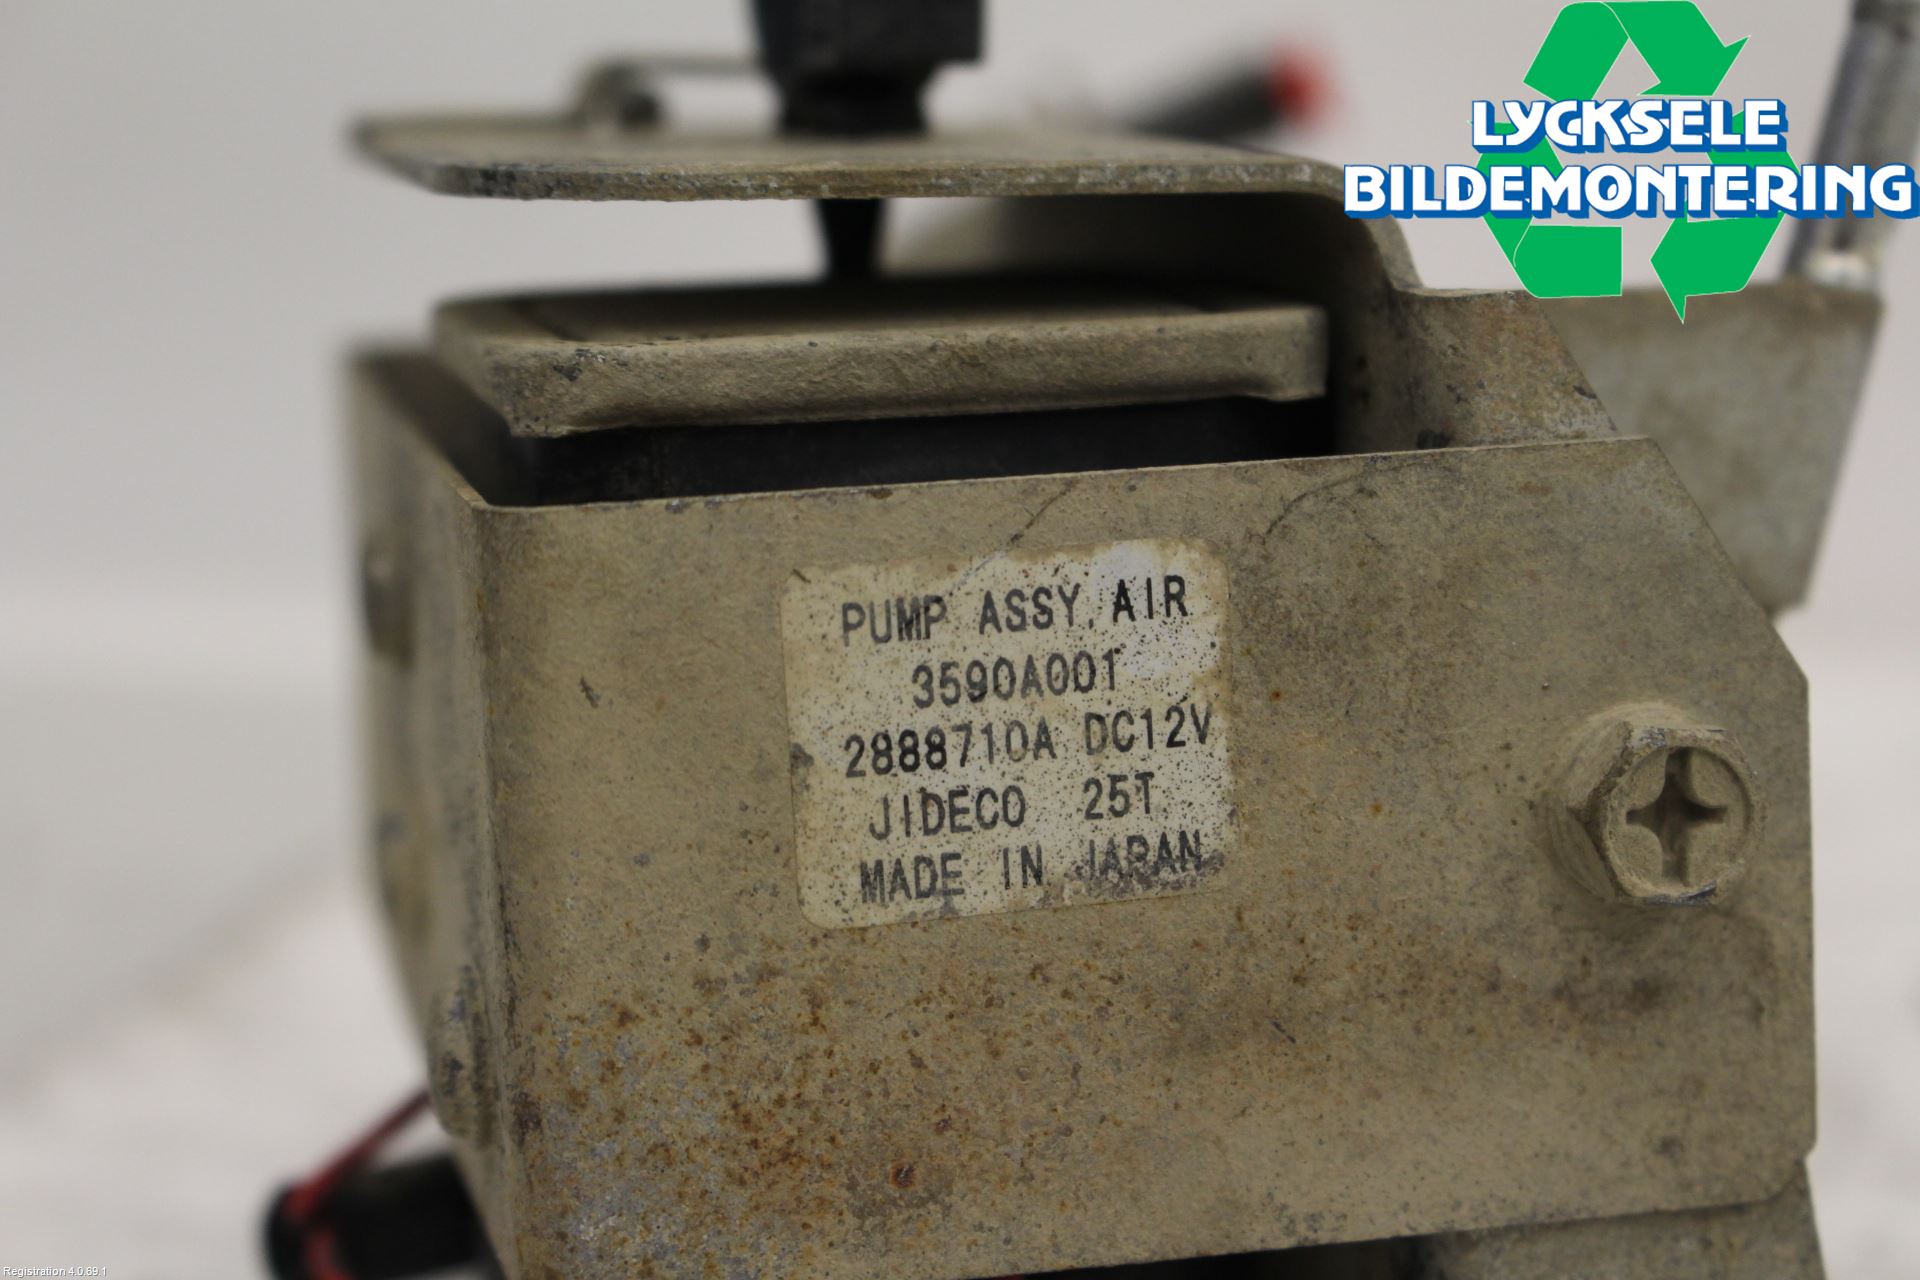 LYCKSELE
BILDEMONTERING
PUMP ASSY, AIR
3590A001
2888710A DC12V
JIDECO 25T
MADE IN JAPAN
Registration 4.0.69.1